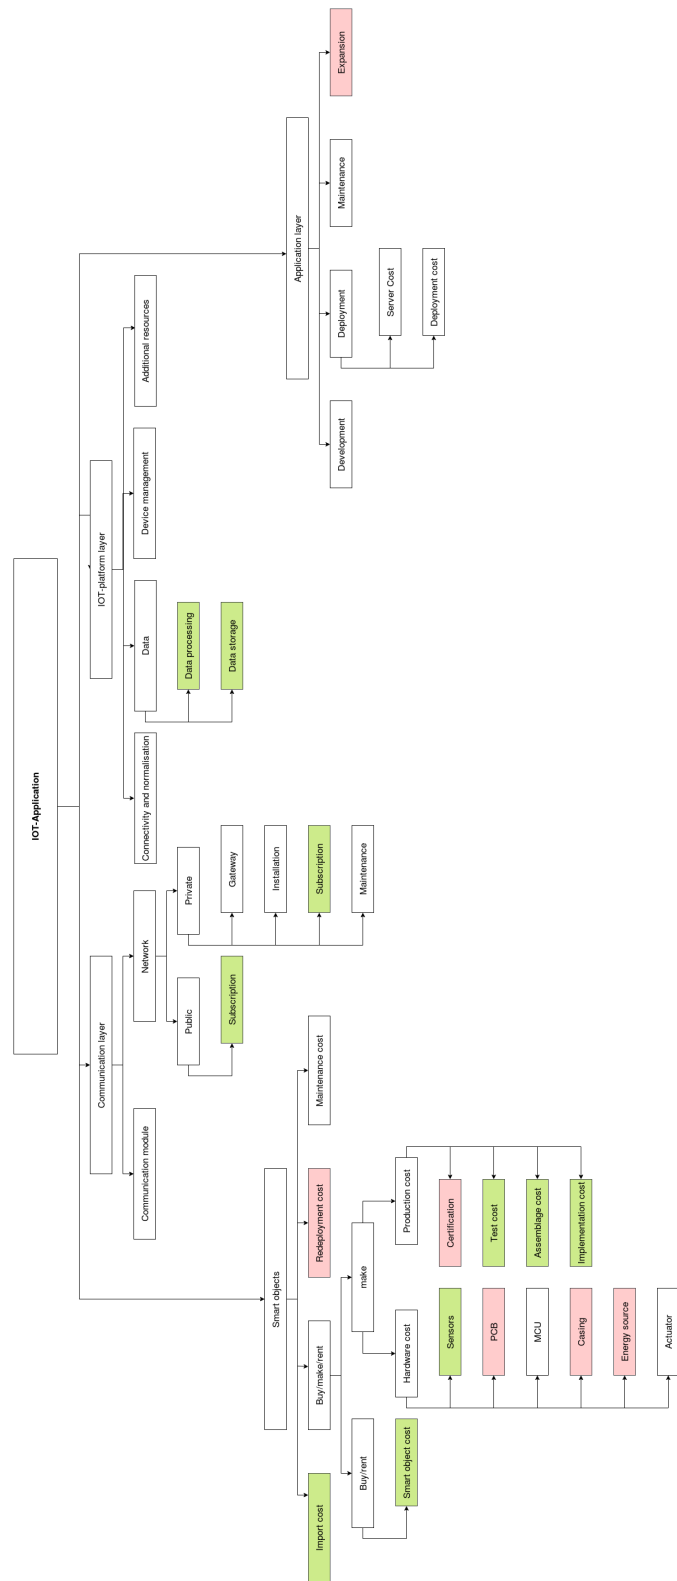 IOT-Application
Smart objects
Import cost
Buy/make/rent
Buy/rent
Smart object cost
make
Hardware cost
Sensors
PCB
MCU
Casing
Energy source
Actuator
Production cost
Certification
Test cost
Assemblage cost
Implementation cost
Redeployment cost
Maintenance cost
Communication layer
Communication module
Network
Public
Subscription
Private
Gateway
Installation
Subscription
Maintenance
IOT-platform layer
Connectivity and normalisation
Data
Data processing
Data storage
Device management
Additional resources
Application layer
Development
Deployment
Server Cost
Deployment cost
Maintenance
Expansion